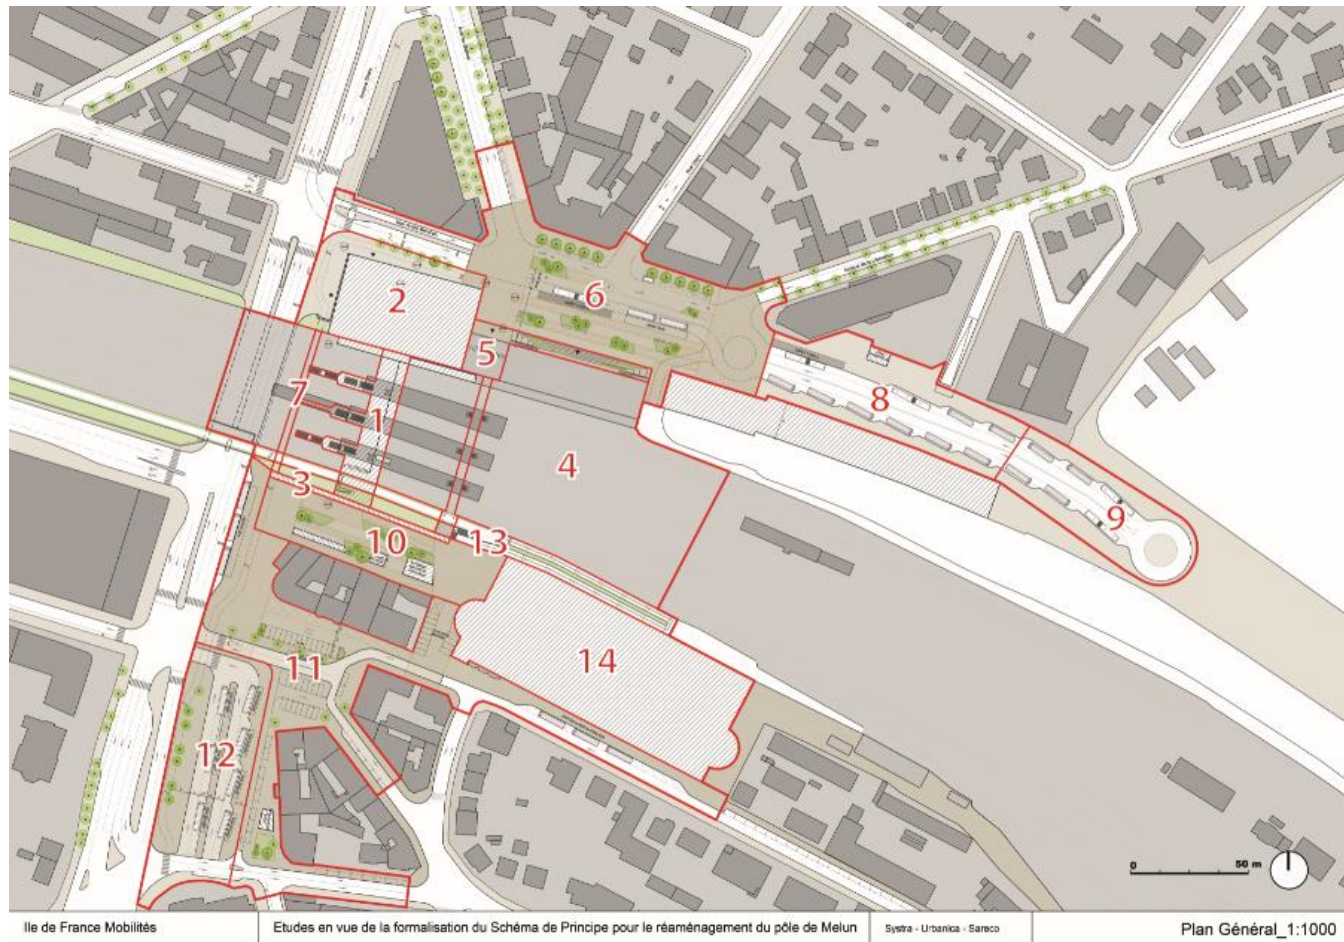 2
6
5
8
7
1
4
3
9
10
13
14
11
12
0 50 m
Ile de France Mobilités
Etudes en vue de la formalisation du Schéma de Principe pour le réaménagement du pôle de Melun
Systra - Urbanica - Sareco
Plan Général_1:1000